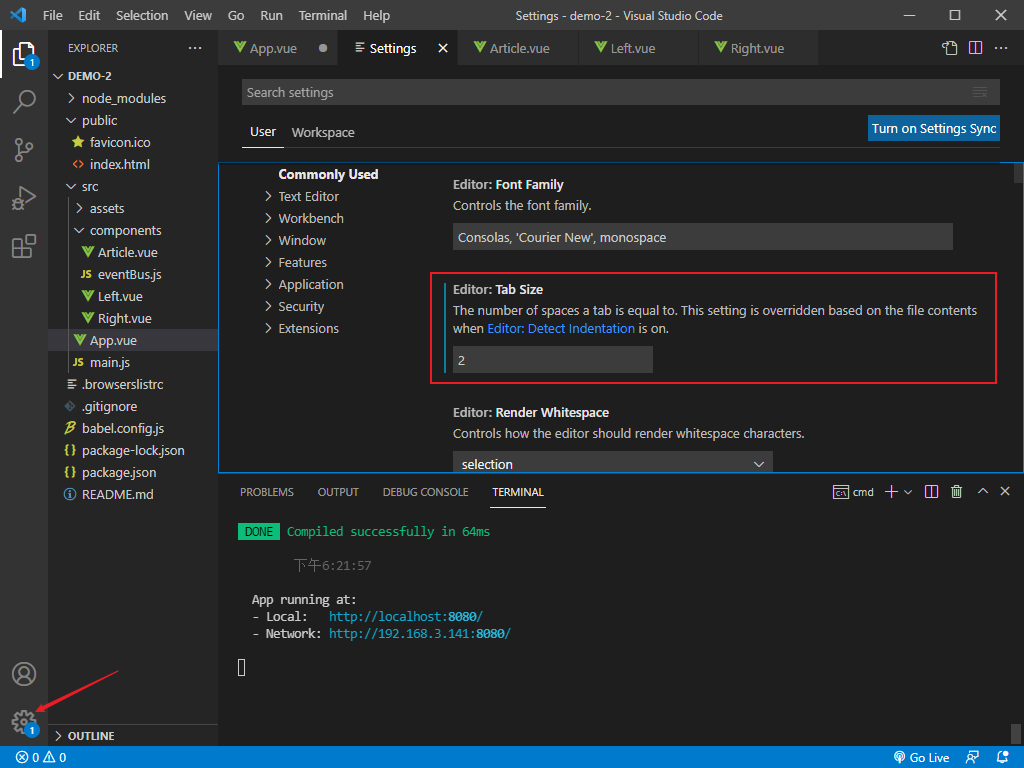 File Edit Selection View Go Run Terminal Help
Settings - demo-2 - Visual Studio Code
1
EXPLORER
DEMO-2
node_modules
public
favicon.ico
index.html
src
assets
components
Article.vue
JS eventBus.js
Left.vue
Right.vue
App.vue
JS main.js
.browserslistrc
.gitignore
babel.config.js
package-lock.json
package.json
README.md
OUTLINE
1
App.vue
Settings
Article.vue
Left.vue
Right.vue
Search settings
User Workspace
Turn on Settings Sync
Commonly Used
Text Editor
Workbench
Window
Features
Application
Security
Extensions
Editor: Font Family
Controls the font family.
Consolas, 'Courier New', monospace
Editor: Tab Size
The number of spaces a tab is equal to. This setting is overridden based on the file contents
when Editor: Detect Indentation is on.
2
Editor: Render Whitespace
Controls how the editor should render whitespace characters.
selection
PROBLEMS OUTPUT DEBUG CONSOLE TERMINAL
cmd
DONE Compiled successfully in 64ms
下午6:21:57
App running at:
- Local: http://localhost:8080/
- Network: http://192.168.3.141:8080/
0 0
Go Live